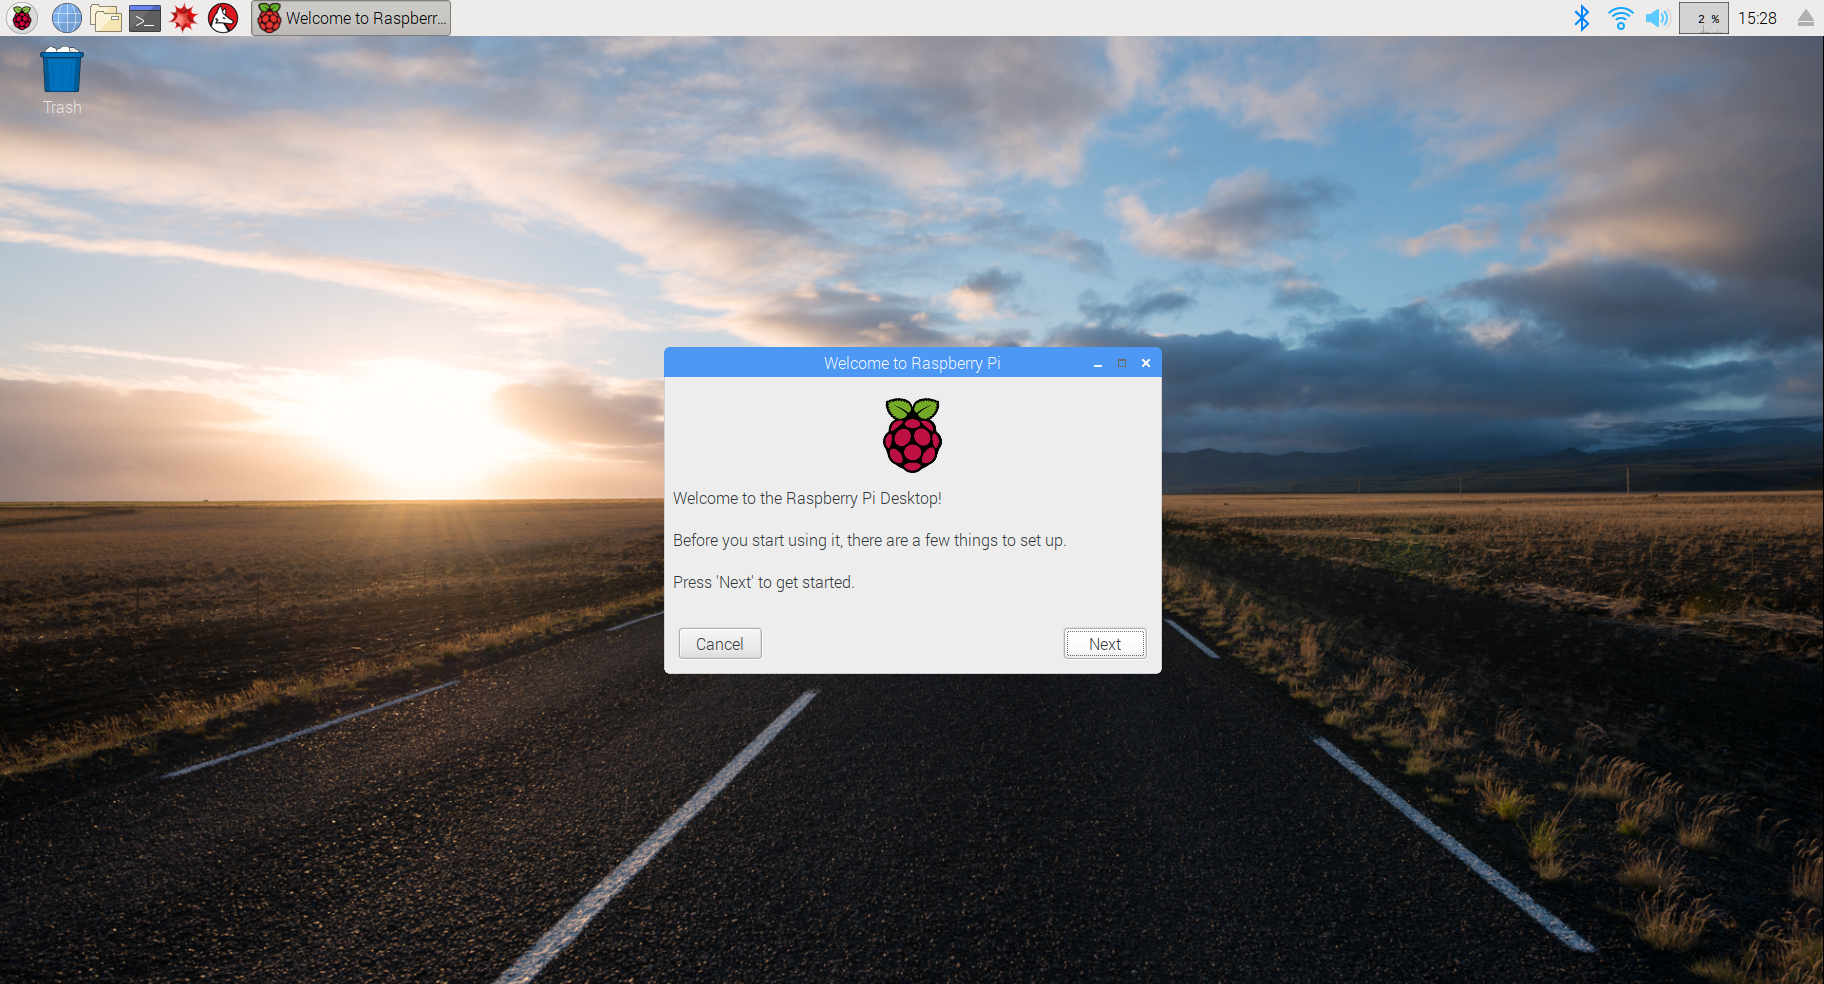 Welcome to Raspberr...
2 %
15:28
Trash
Welcome to Raspberry Pi
Welcome to the Raspberry Pi Desktop!
Before you start using it, there are a few things to set up.
Press 'Next' to get started.
Cancel
Next